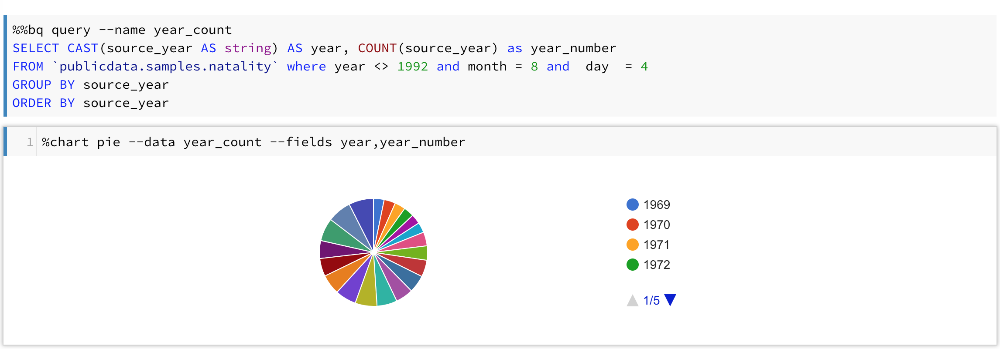 %%bq query --name year_count
SELECT CAST(source_year AS string) AS year, COUNT(source_year) as year_number
FROM `publicdata.samples.natality` where year <> 1992 and month = 8 and  day  = 4
GROUP BY source_year
ORDER BY source_year
1 %chart pie --data year_count --fields year,year_number
1969
1970
1971
1972
1/5